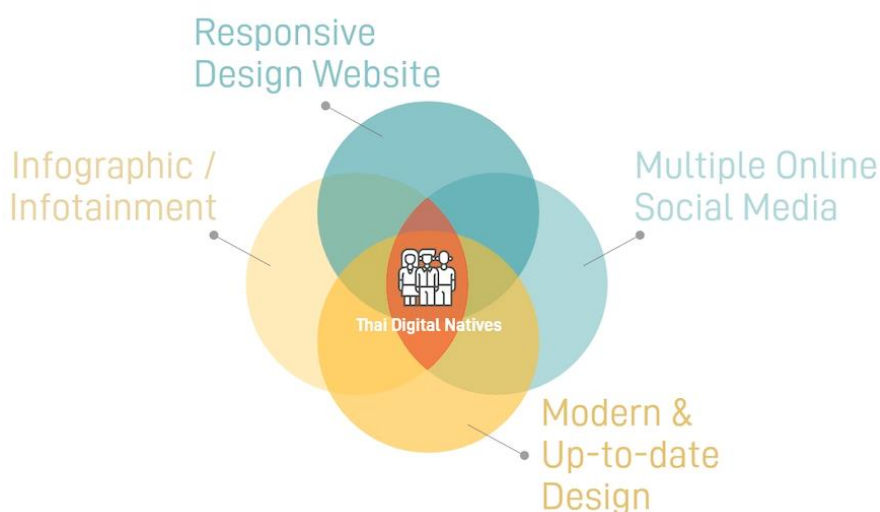 Responsive
Design Website
Infographic /
Infotainment
Multiple Online
Social Media
Thai Digital Natives
Modern &
Up-to-date
Design